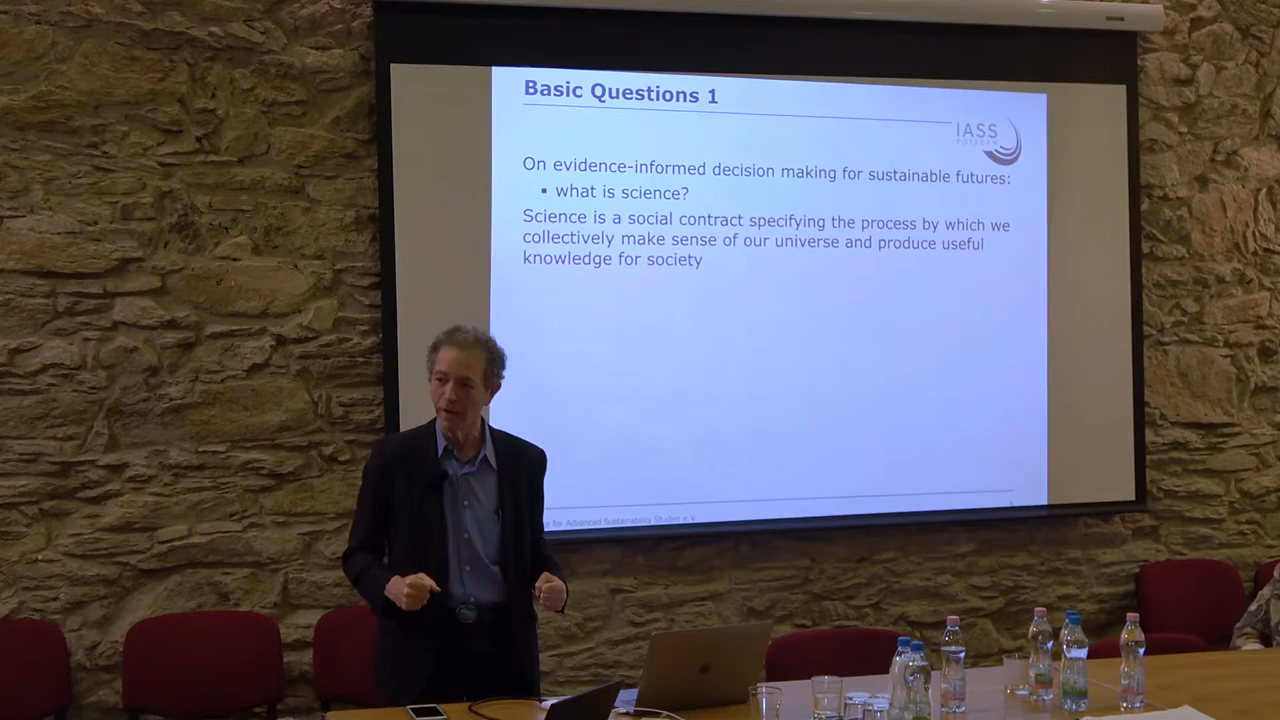 Basic Questions 1
IASS
POTSDAM
On evidence-informed decision making for sustainable futures:
▪ what is science?
Science is a social contract specifying the process by which we
collectively make sense of our universe and produce useful
knowledge for society
for Advanced Sustainability Studies e. V.